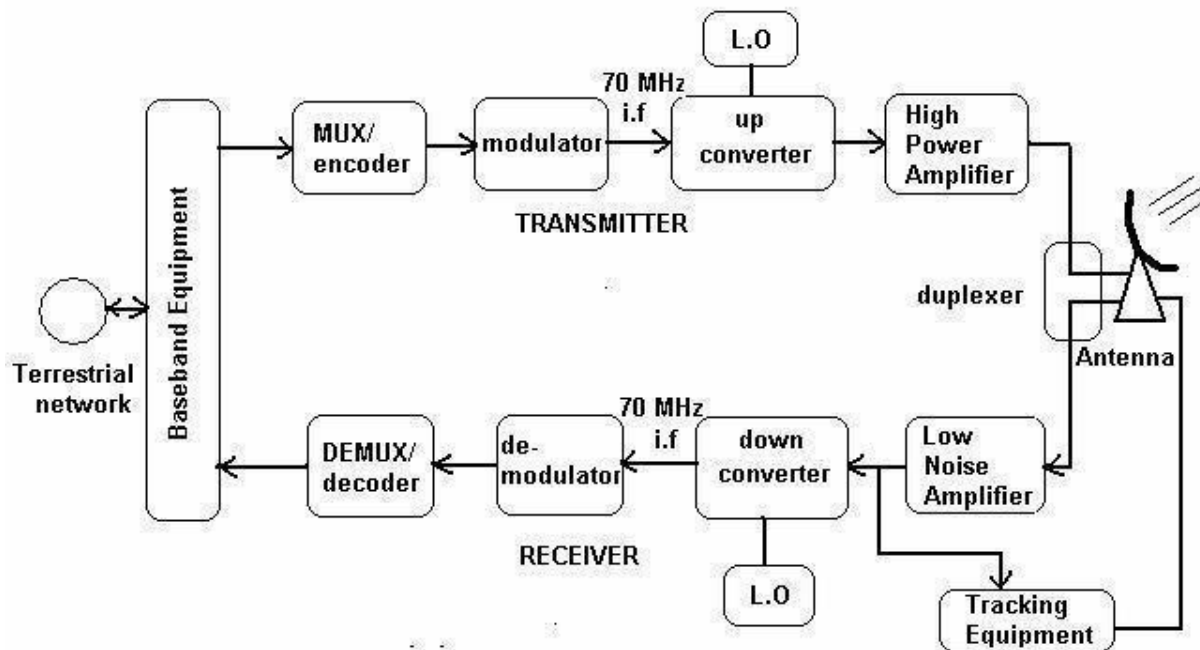 L.O
70 MHz
i.f
MUX/
encoder
modulator
up
converter
High
Power
Amplifier
TRANSMITTER
Baseband Equipment
duplexer
Antenna
Terrestrial
network
70 MHz
i.f
DEMUX/
decoder
de-
modulator
down
converter
Low
Noise
Amplifier
RECEIVER
L.O
Tracking
Equipment